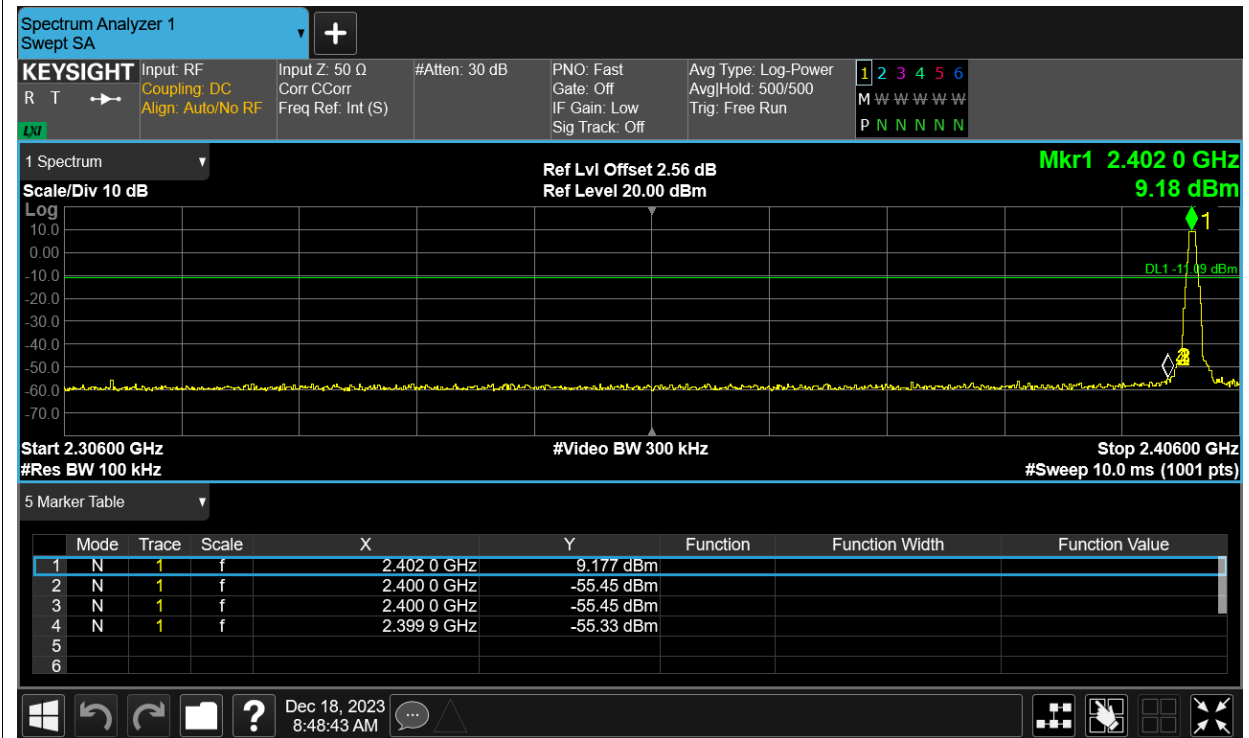 Spectrum Analyzer 1
Swept SA
KEYSIGHT
R T
LXI
Input: RF
Coupling: DC
Align: Auto/No RF
Input Z: 50 Ω
Corr CCorr
Freq Ref: Int (S)
#Atten: 30 dB
PNO: Fast
Gate: Off
IF Gain: Low
Sig Track: Off
Avg Type: Log-Power
Avg|Hold: 500/500
Trig: Free Run
1 2 3 4 5 6
M W W W W W
P N N N N N
1 Spectrum
Scale/Div 10 dB
Ref Lvl Offset 2.56 dB
Ref Level 20.00 dBm
Mkr1 2.402 0 GHz
9.18 dBm
Log
10.0
0.00
-10.0
-20.0
-30.0
-40.0
-50.0
-60.0
-70.0
1
DL1 -11.09 dBm
Start 2.30600 GHz
#Video BW 300 kHz
Stop 2.40600 GHz
#Res BW 100 kHz
#Sweep 10.0 ms (1001 pts)
5 Marker Table
Mode Trace Scale X Y Function Function Width Function Value
1 N 1 f 2.402 0 GHz 9.177 dBm
2 N 1 f 2.400 0 GHz -55.45 dBm
3 N 1 f 2.400 0 GHz -55.45 dBm
4 N 1 f 2.399 9 GHz -55.33 dBm
5
6
?
Dec 18, 2023
8:48:43 AM